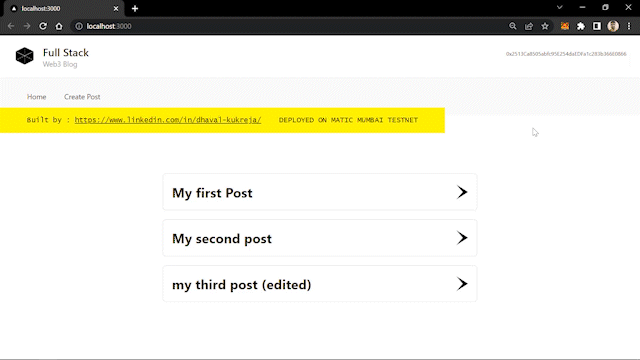 localhost:3000
localhost:3000
Full Stack
Web3 Blog
Home
Create Post
Built by : https://www.linkedin.com/in/dhaval-kukreja/ DEPLOYED ON MATIC MUMBAI TESTNET
My first Post
My second post
my third post (edited)